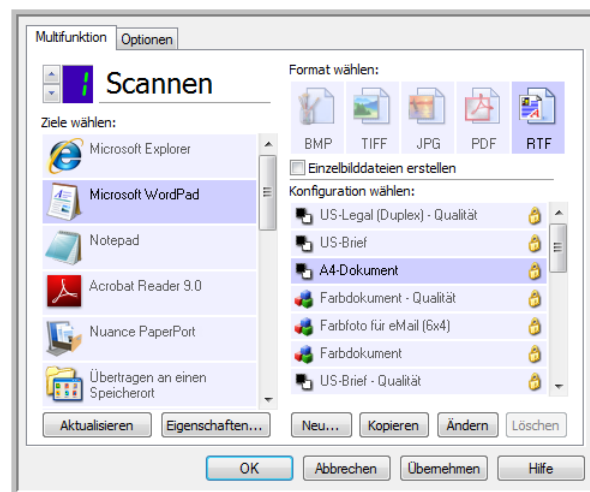 Multifunktion
Optionen
1 Scannen
Ziele wählen:
Microsoft Explorer
Microsoft WordPad
Notepad
Acrobat Reader 9.0
Nuance PaperPort
Übertragen an einen
Speicherort
Aktualisieren
Eigenschaften...
Format wählen:
BMP TIFF JPG PDF RTF
Einzelbilddateien erstellen
Konfiguration wählen:
US-Legal (Duplex) - Qualität
US-Brief
A4-Dokument
Farbdokument - Qualität
Farbfoto für eMail (6x4)
Farbdokument
US-Brief - Qualität
Neu... Kopieren Ändern Löschen
OK Abbrechen Übernehmen Hilfe